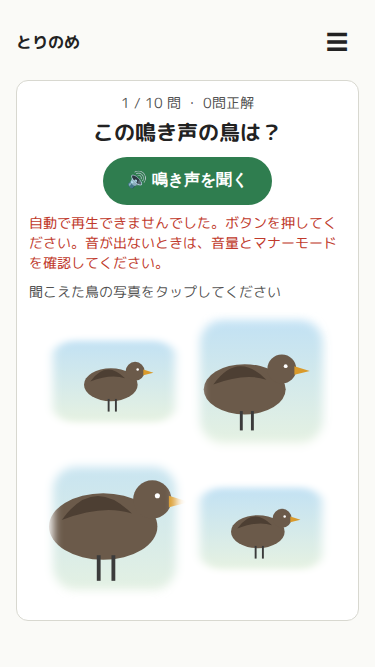 とりのめ
1 / 10 問 · 0問正解
この鳴き声の鳥は？
🔊 鳴き声を聞く
自動で再生できませんでした。ボタンを押してく
ださい。音が出ないときは、音量とマナーモード
を確認してください。
聞こえた鳥の写真をタップしてください